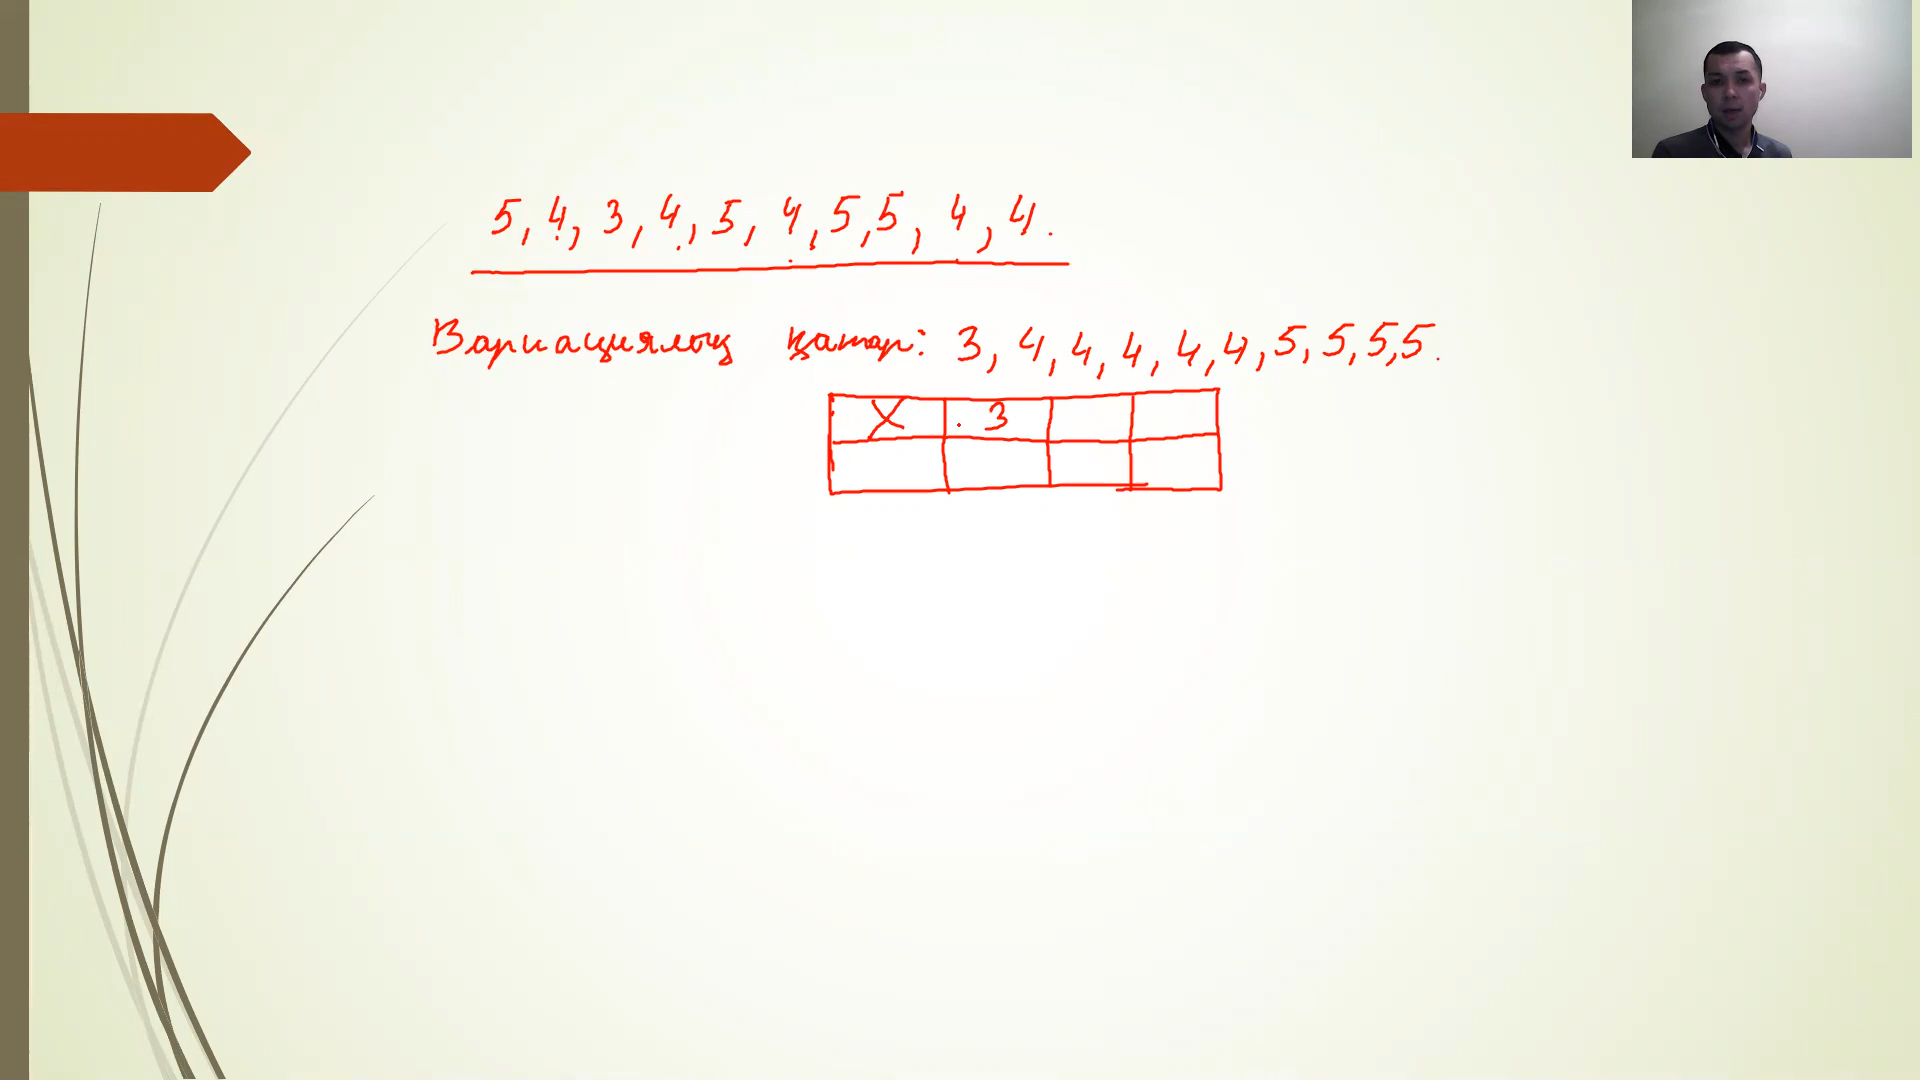 5, 4, 3, 4, 5, 4, 5, 5, 4, 4.
Вариациялық қатар: 3, 4, 4, 4, 4, 4, 5, 5, 5, 5.
X 3